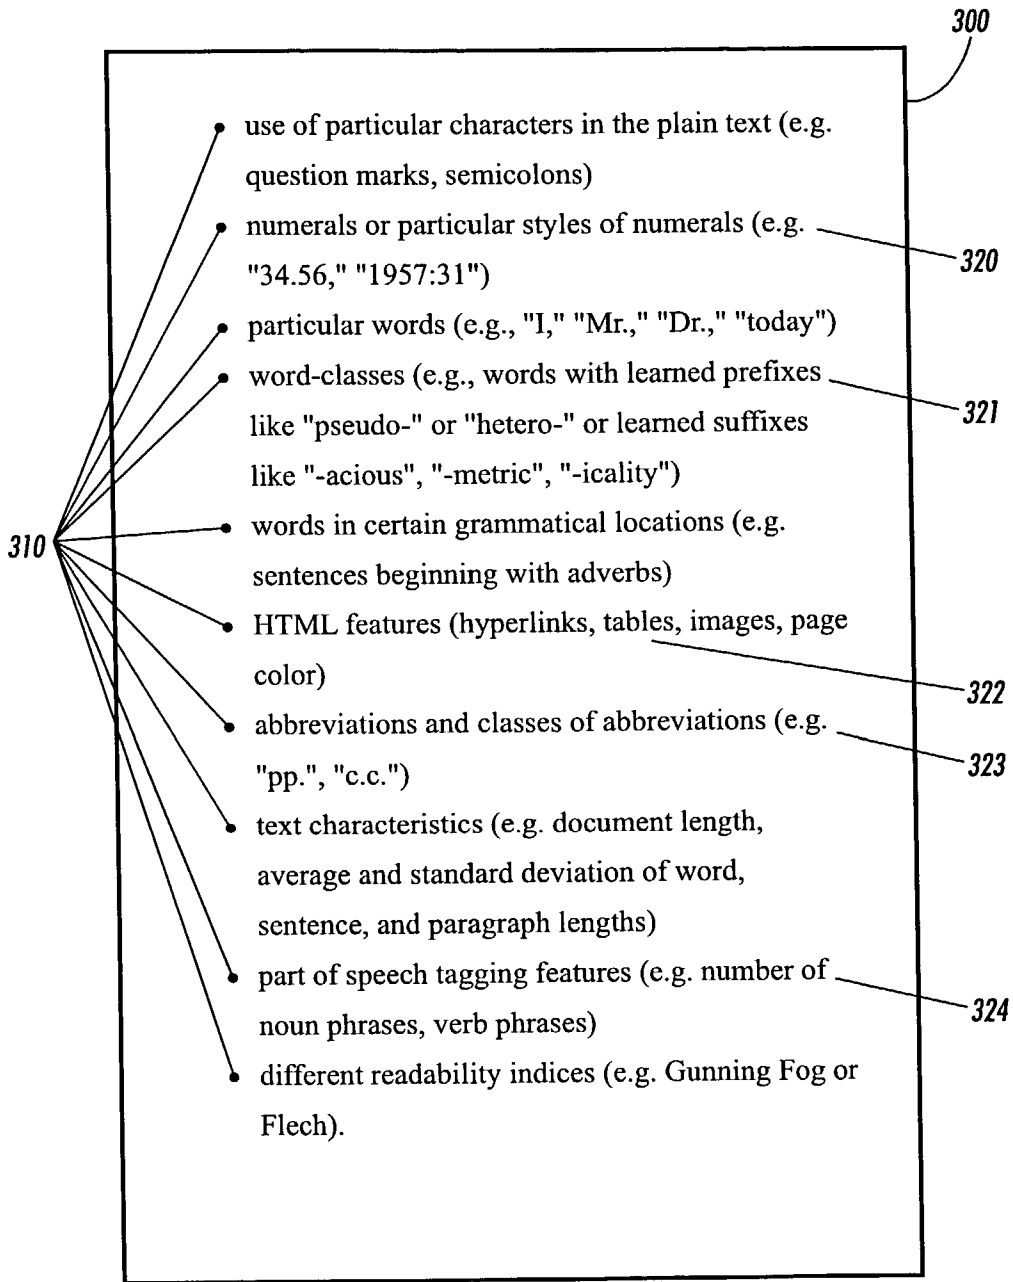 300
• use of particular characters in the plain text (e.g.
question marks, semicolons)
• numerals or particular styles of numerals (e.g.
320
"34.56," "1957:31")
• particular words (e.g., "I," "Mr.," "Dr.," "today")
• word-classes (e.g., words with learned prefixes
321
like "pseudo-" or "hetero-" or learned suffixes
like "-acious", "-metric", "-icality")
• words in certain grammatical locations (e.g.
310
sentences beginning with adverbs)
• HTML features (hyperlinks, tables, images, page
color)
322
• abbreviations and classes of abbreviations (e.g.
323
"pp.", "c.c.")
• text characteristics (e.g. document length,
average and standard deviation of word,
sentence, and paragraph lengths)
• part of speech tagging features (e.g. number of
324
noun phrases, verb phrases)
• different readability indices (e.g. Gunning Fog or
Flech).